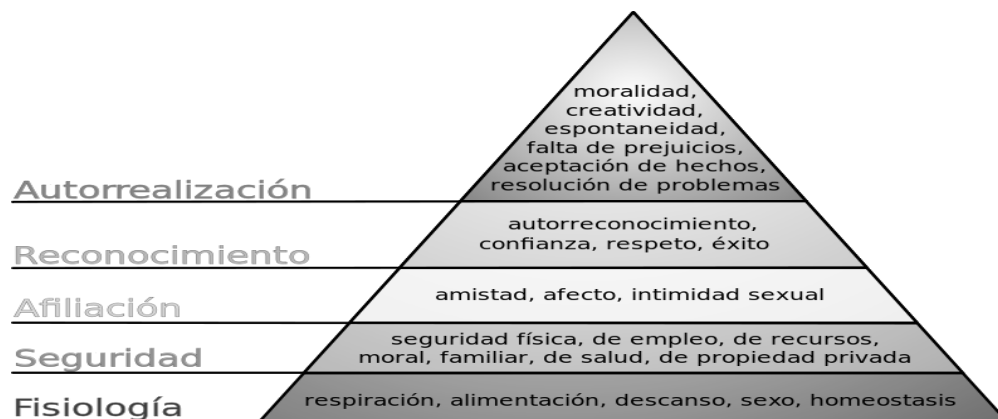 moralidad,
creatividad,
espontaneidad,
falta de prejuicios,
aceptación de hechos,
resolución de problemas
Autorrealización
autorreconocimiento,
confianza, respeto, éxito
Reconocimiento
amistad, afecto, intimidad sexual
Afiliación
seguridad física, de empleo, de recursos,
moral, familiar, de salud, de propiedad privada
Seguridad
respiración, alimentación, descanso, sexo, homeostasis
Fisiología